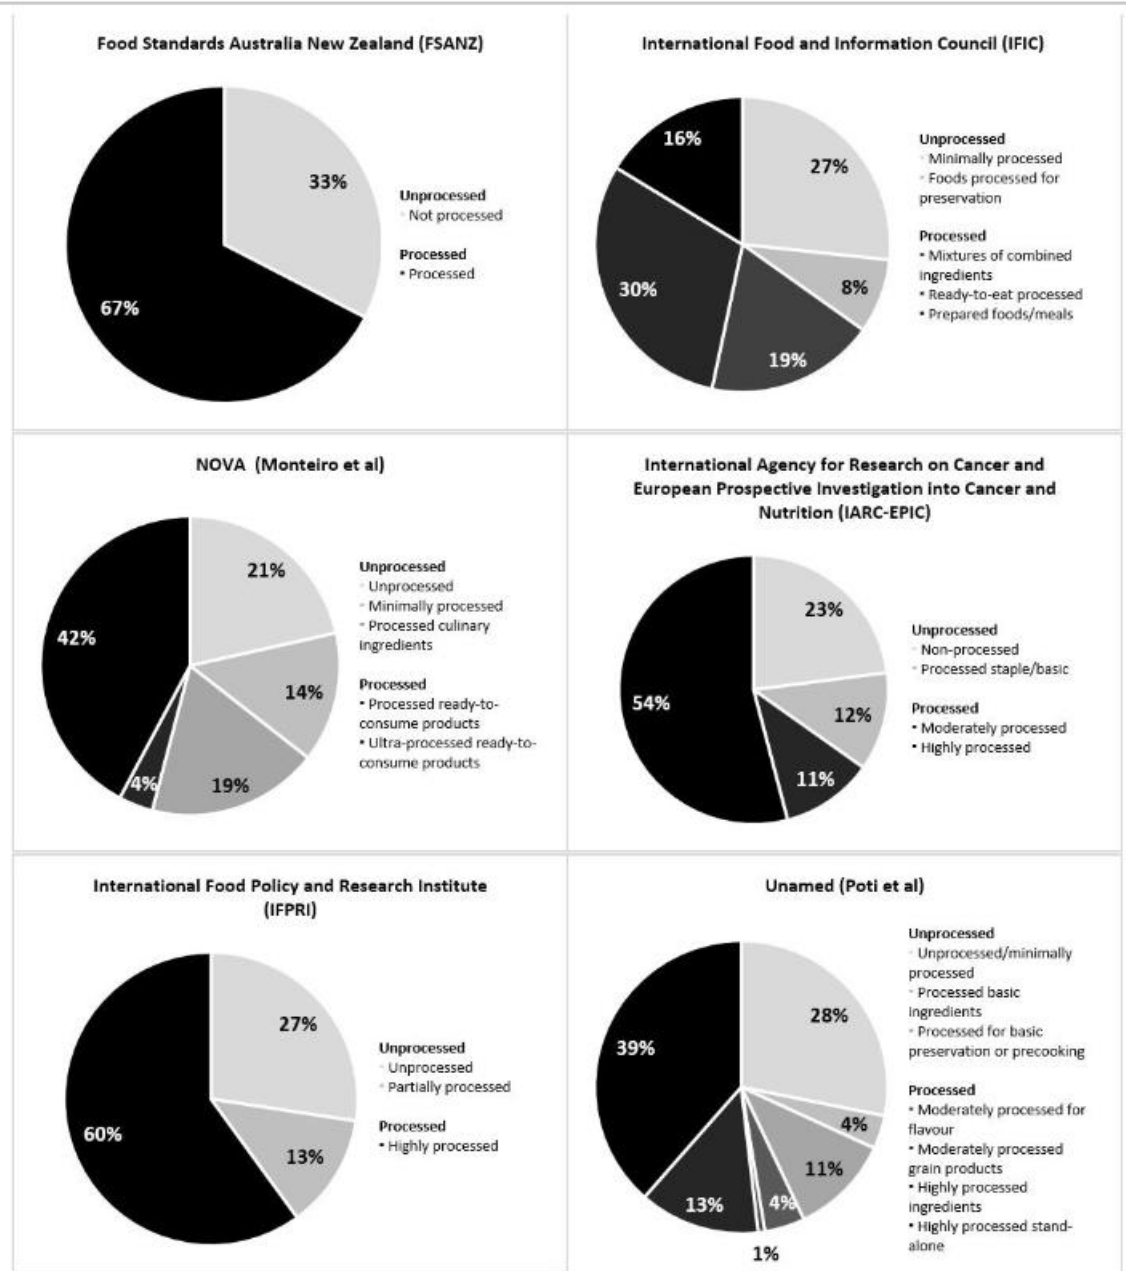 Food Standards Australia New Zealand (FSANZ)
33%
67%
Unprocessed
Not processed
Processed
▪ Processed
International Food and Information Council (IFIC)
16%
27%
30%
8%
19%
Unprocessed
Minimally processed
Foods processed for
preservation
Processed
▪ Mixtures of combined
ingredients
▪ Ready-to-eat processed
▪ Prepared foods/meals
NOVA (Monteiro et al)
21%
42%
14%
4%
19%
Unprocessed
Unprocessed
Minimally processed
▪ Processed culinary
ingredients
Processed
▪ Processed ready-to-
consume products
▪ Ultra-processed ready-to-
consume products
International Agency for Research on Cancer and
European Prospective Investigation into Cancer and
Nutrition (IARC-EPIC)
23%
54%
12%
11%
Unprocessed
Non-processed
Processed staple/basic
Processed
▪ Moderately processed
▪ Highly processed
International Food Policy and Research Institute
(IFPRI)
27%
60%
13%
Unprocessed
Unprocessed
Partially processed
Processed
▪ Highly processed
Unamed (Poti et al)
28%
39%
4%
11%
13%
4%
1%
Unprocessed
Unprocessed/minimally
processed
▪ Processed basic
ingredients
▪ Processed for basic
preservation or precooking
Processed
▪ Moderately processed for
flavour
▪ Moderately processed
grain products
▪ Highly processed
ingredients
▪ Highly processed stand-
alone